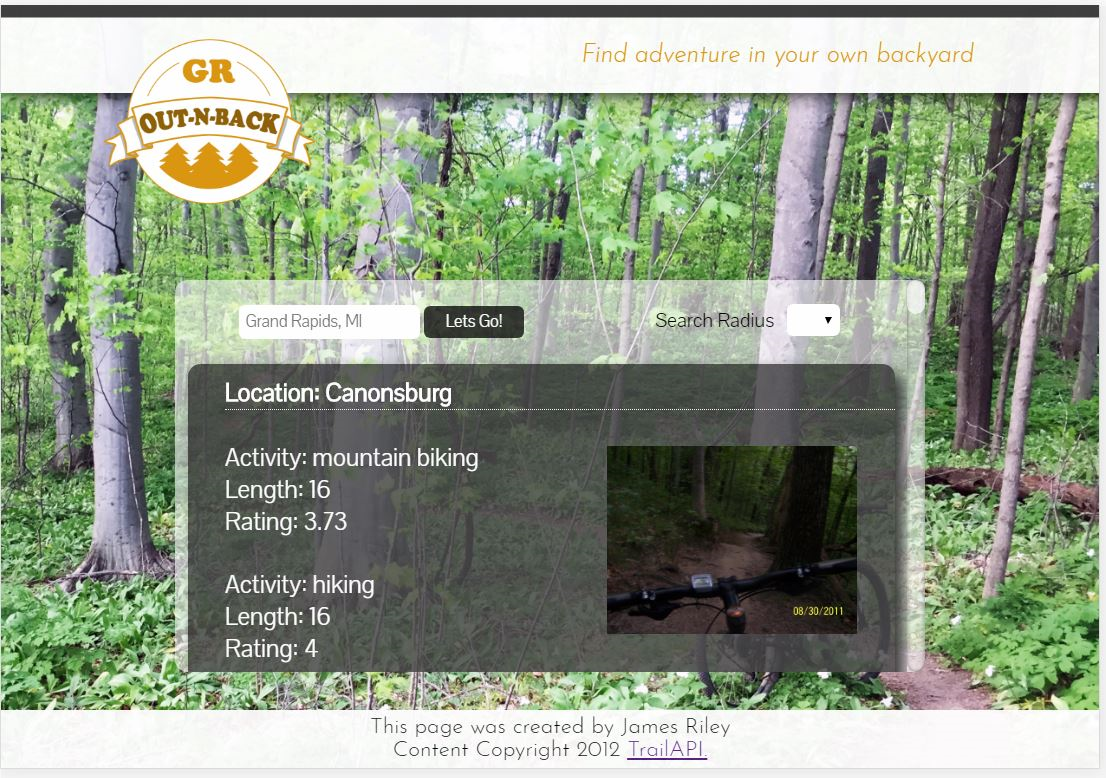 Find adventure in your own backyard
GR
OUT-N-BACK
Grand Rapids, MI
Lets Go!
Search Radius
Location: Canonsburg
Activity: mountain biking
Length: 16
Rating: 3.73
08/30/2011
Activity: hiking
Length: 16
Rating: 4
This page was created by James Riley
Content Copyright 2012 TrailAPI.